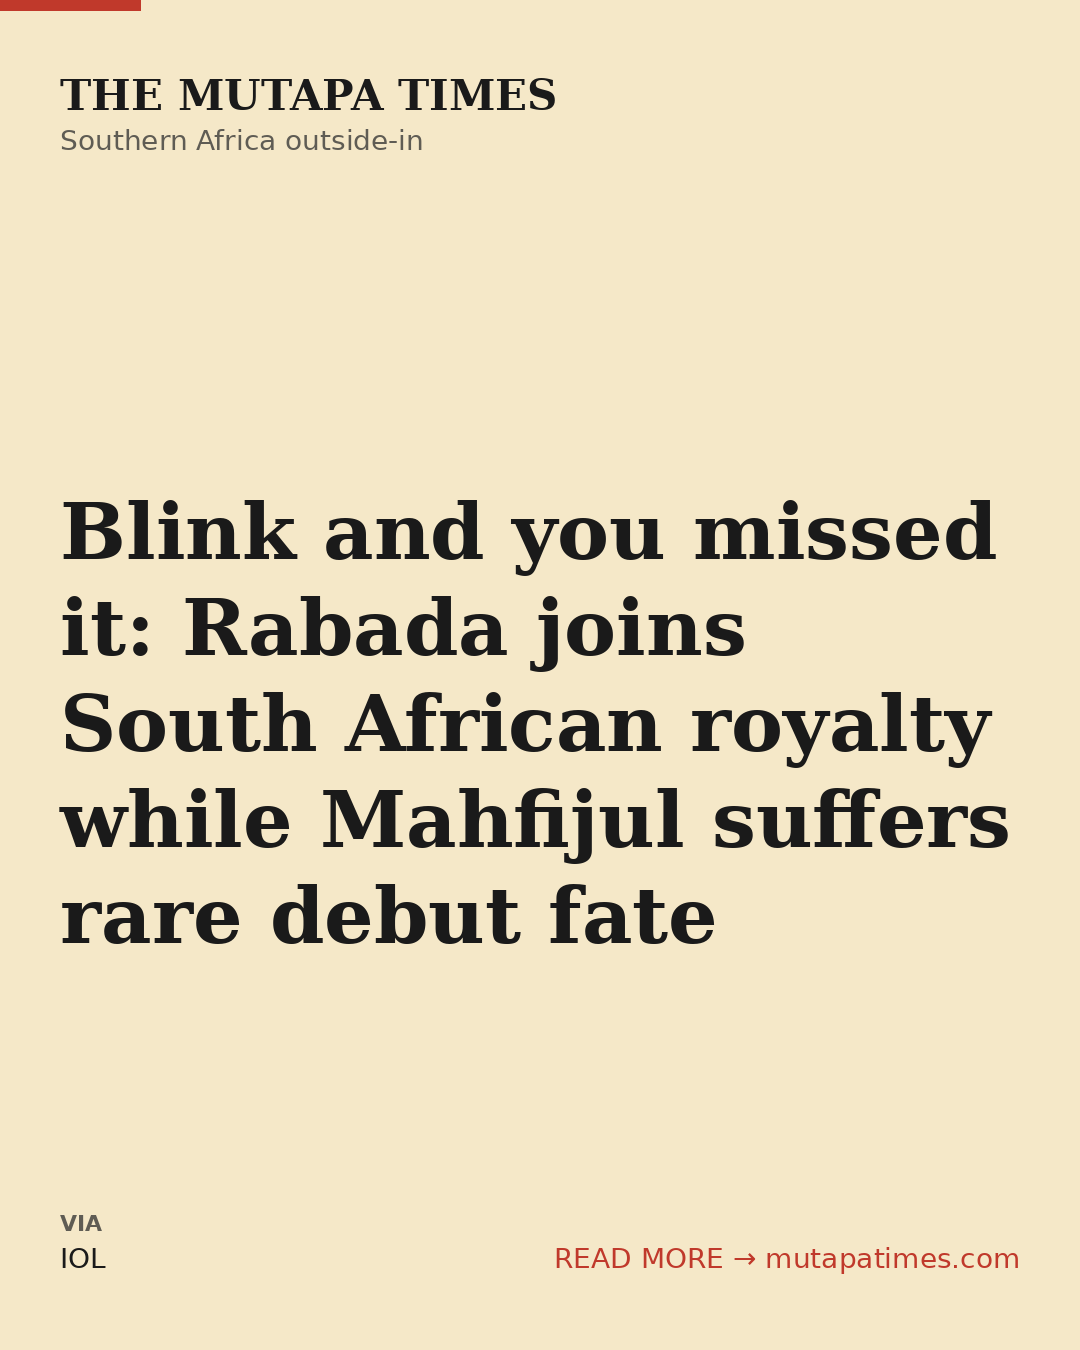 THE MUTAPA TIMES
Southern Africa outside-in
Blink and you missed
it: Rabada joins
South African royalty
while Mahfijul suffers
rare debut fate
VIA
IOL
READ MORE → mutapatimes.com